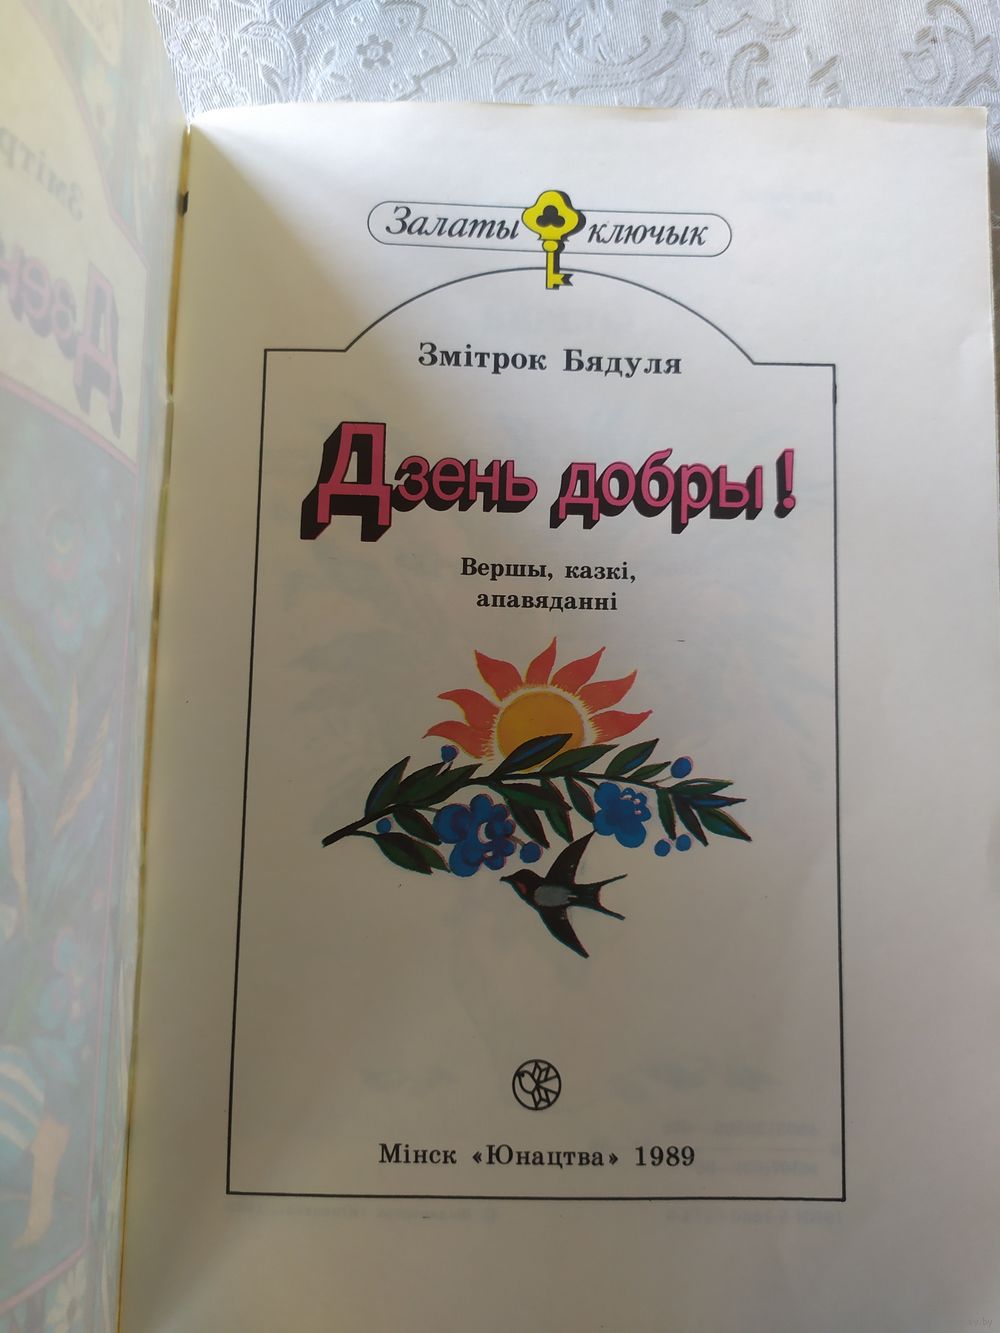 Залаты ключык
Змітрок Бядуля
Дзень добры!
Вершы, казкі,
апавяданні
Мінск «Юнацтва» 1989